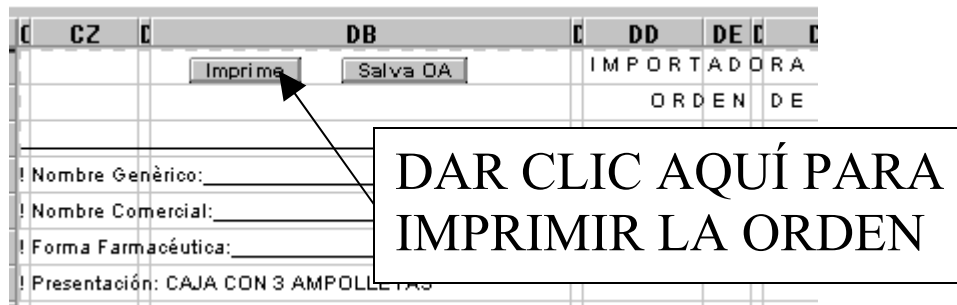 CZ DB DD DE
Imprime Salva OA IMPORTADORA
ORDEN DE
! Nombre Genèrico:
! Nombre Comercial:
! Forma Farmacéutica:
! Presentación: CAJA CON 3 AMPOLLETAS
DAR CLIC AQUÍ PARA
IMPRIMIR LA ORDEN